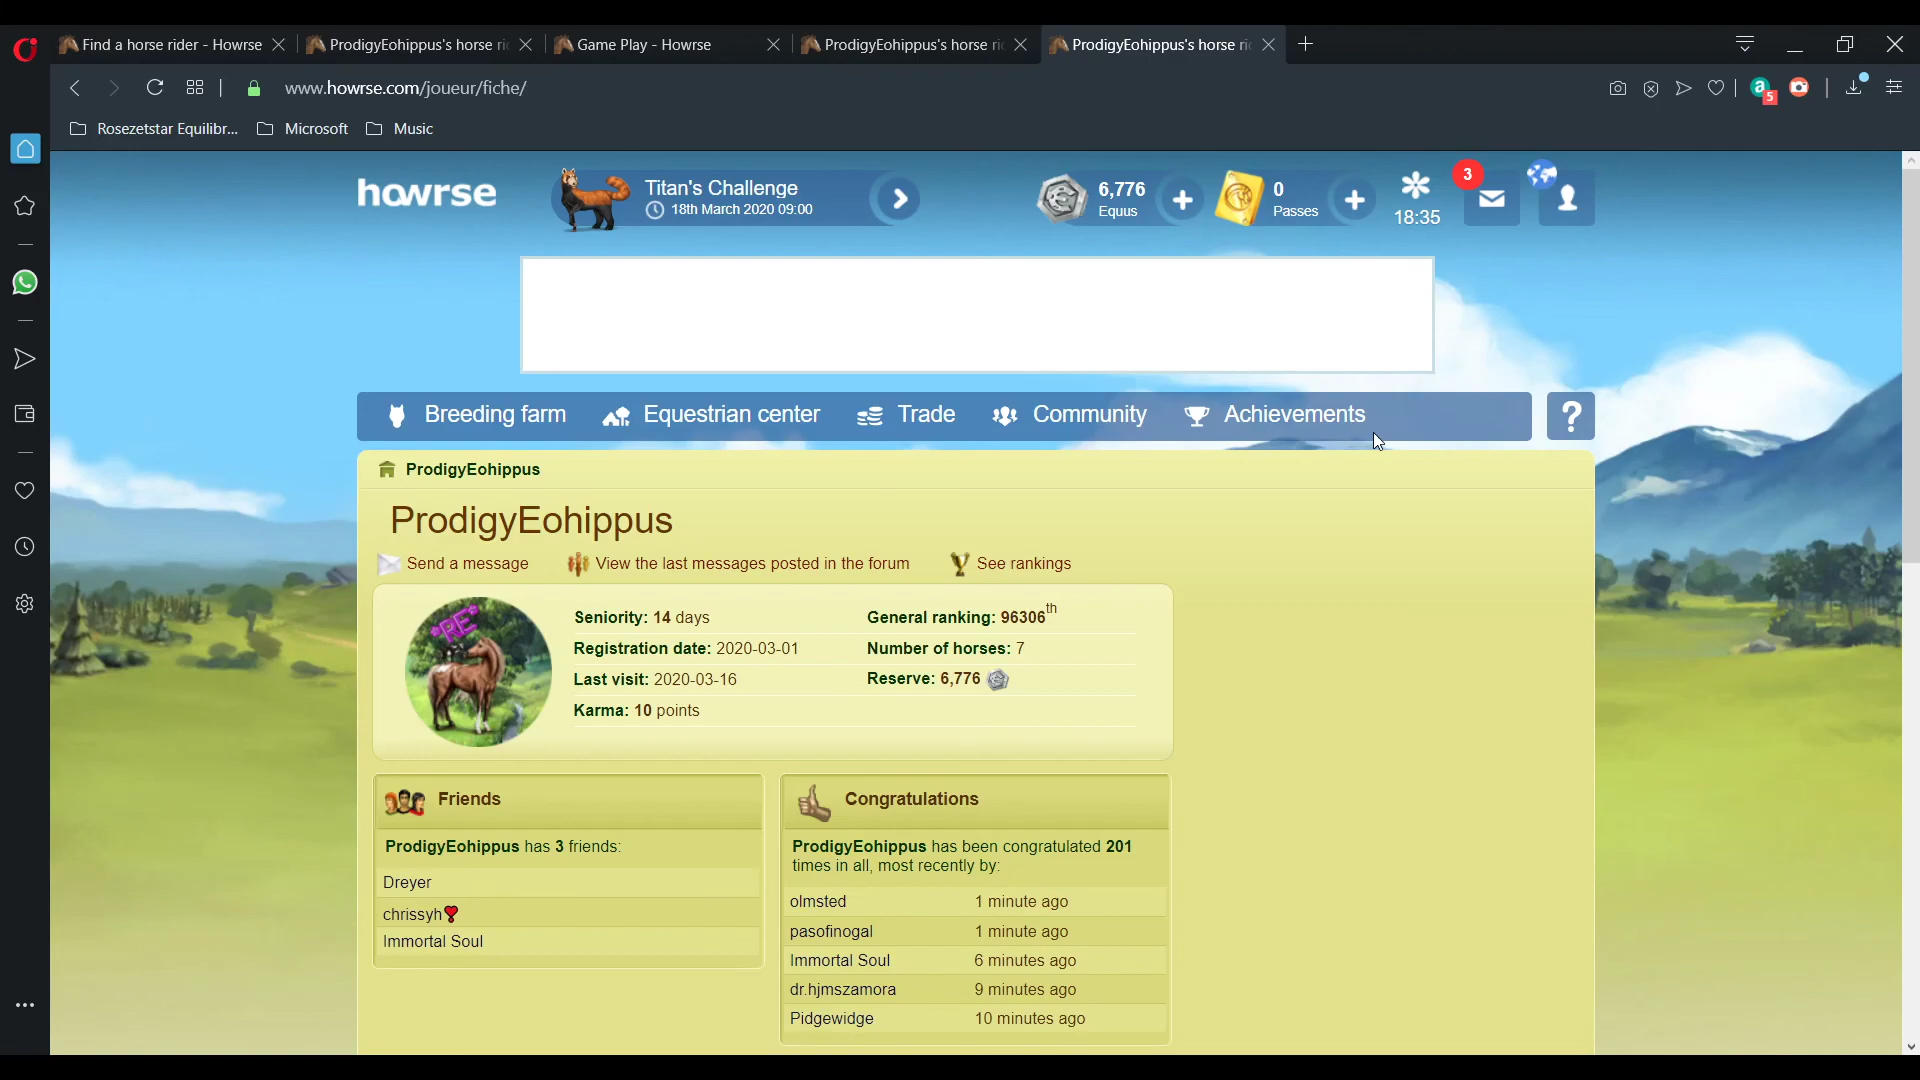 Find a horse rider - Howrse
ProdigyEohippus's horse ri
Game Play - Howrse
ProdigyEohippus's horse ri
ProdigyEohippus's horse ri
www.howrse.com/joueur/fiche/
a
5
Rosezetstar Equilibr...
Microsoft
Music
howrse
Titan's Challenge
18th March 2020 09:00
6,776
Equus
0
Passes
18:35
3
Breeding farm
Equestrian center
Trade
Community
Achievements
?
ProdigyEohippus
ProdigyEohippus
Send a message
View the last messages posted in the forum
See rankings
*RE*
Seniority: 14 days
General ranking: 96306th
Registration date: 2020-03-01
Number of horses: 7
Last visit: 2020-03-16
Reserve: 6,776
Karma: 10 points
Friends
ProdigyEohippus has 3 friends:
Dreyer
chrissyh
Immortal Soul
Congratulations
ProdigyEohippus has been congratulated 201
times in all, most recently by:
olmsted 1 minute ago
pasofinogal 1 minute ago
Immortal Soul 6 minutes ago
dr.hjmszamora 9 minutes ago
Pidgewidge 10 minutes ago